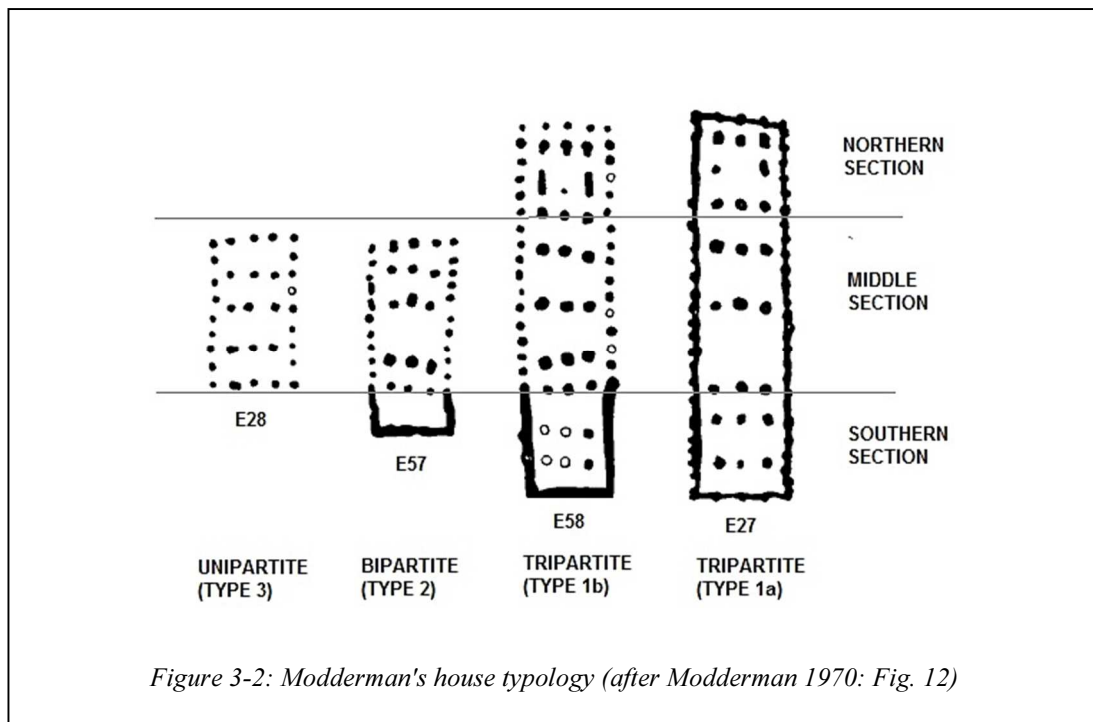 NORTHERN
SECTION
MIDDLE
SECTION
SOUTHERN
SECTION
E28
E57
E58
E27
UNIPARTITE
(TYPE 3)
BIPARTITE
(TYPE 2)
TRIPARTITE
(TYPE 1b)
TRIPARTITE
(TYPE 1a)
Figure 3-2: Modderman's house typology (after Modderman 1970: Fig. 12)